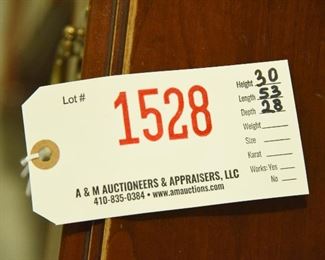 Lot #
1528
Height 30
Length 53
Depth 28
Weight
Size
Karat
Works: Yes
No
A & M AUCTIONEERS & APPRAISERS, LLC
410-835-0384 • www.amauctions.com